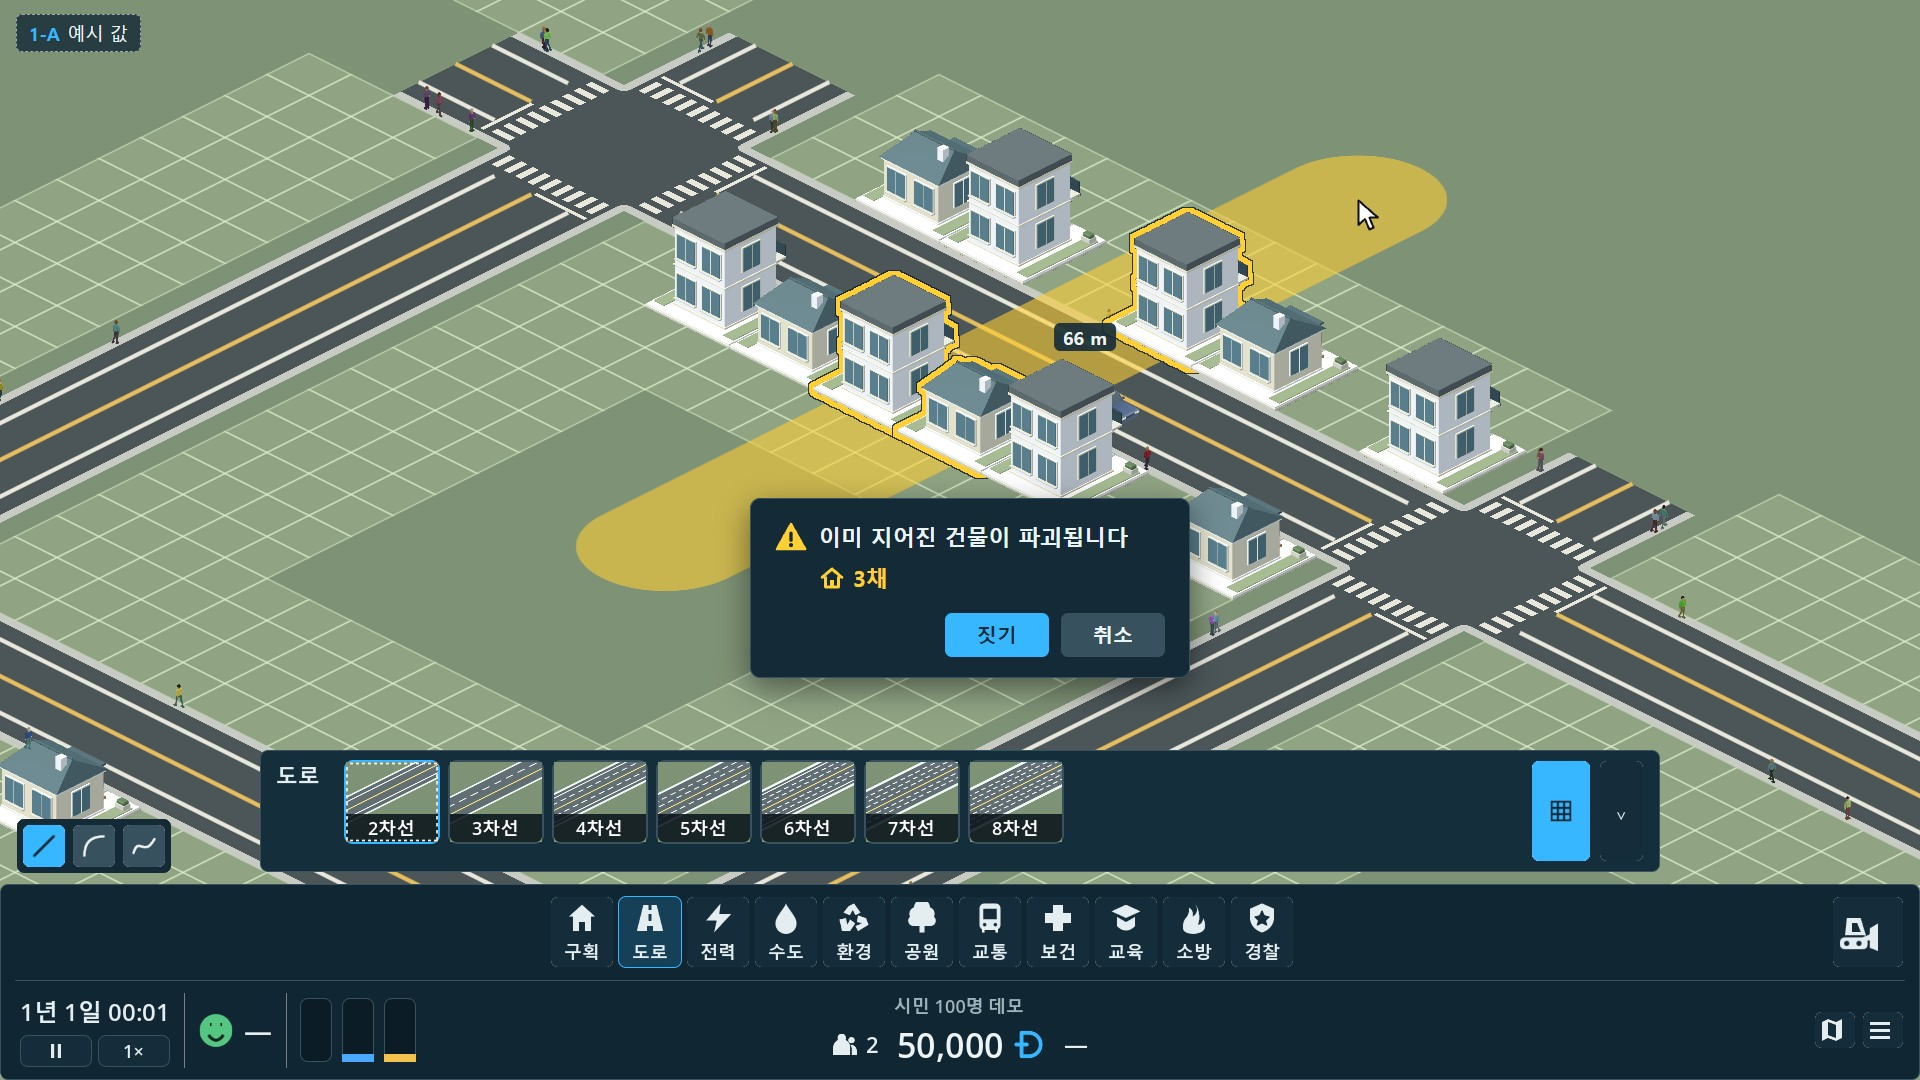 1-A 예시 값
66 m
이미 지어진 건물이 파괴됩니다
3채
짓기 취소
도로
2차선 3차선 4차선 5차선 6차선 7차선 8차선
구획 도로 전력 수도 환경 공원 교통 보건 교육 소방 경찰
1년 1일 00:01
1×
시민 100명 데모
2 50,000 —